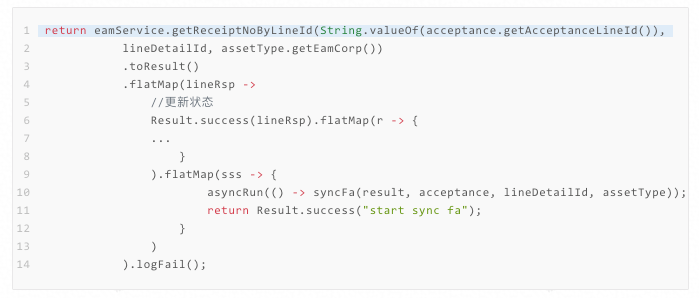 1 return eamService.getReceiptNoByLineId(String.valueOf(acceptance.getAcceptanceLineId()),
2 lineDetailId, assetType.getEamCorp())
3 .toResult()
4 .flatMap(lineRsp ->
5 //更新状态
6 Result.success(lineRsp).flatMap(r -> {
7 ...
8 }
9 ).flatMap(sss -> {
10 asyncRun(() -> syncFa(result, acceptance, lineDetailId, assetType));
11 return Result.success("start sync fa");
12 }
13 )
14 ).logFail();